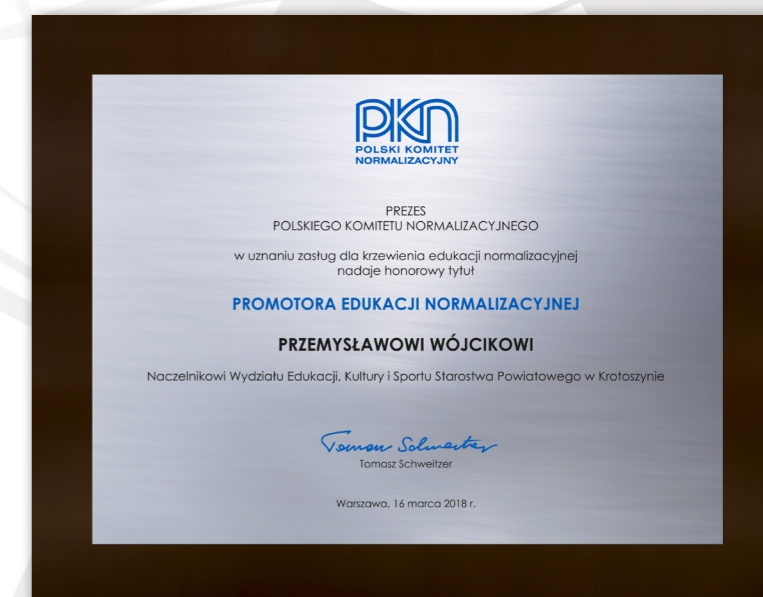 PKN
POLSKI KOMITET
NORMALIZACYJNY
PREZES
POLSKIEGO KOMITETU NORMALIZACYJNEGO
w uznaniu zasług dla krzewienia edukacji normalizacyjnej
nadaje honorowy tytuł
PROMOTORA EDUKACJI NORMALIZACYJNEJ
PRZEMYSŁAWOWI WÓJCIKOWI
Naczelnikowi Wydziału Edukacji, Kultury i Sportu Starostwa Powiatowego w Krotoszynie
Tomasz Schweitzer
Tomasz Schweitzer
Warszawa, 16 marca 2018 r.